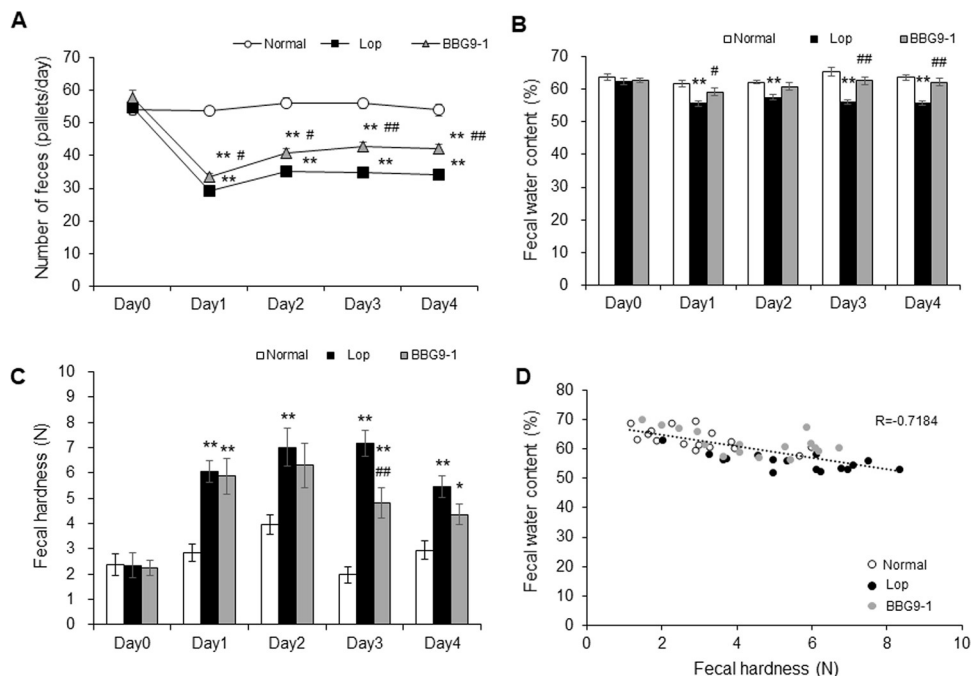 A
Normal Lop BBG9-1
Number of feces (pallets/day)
70
60
50
40
30
20
10
0
** #
**
** #
**
** ##
**
** ##
**
Day0 Day1 Day2 Day3 Day4
B
Normal Lop BBG9-1
Fecal water content (%)
70
60
50
40
30
20
10
0
** # ** ** ## ** ##
Day0 Day1 Day2 Day3 Day4
C
Normal Lop BBG9-1
Fecal hardness (N)
10
9
8
7
6
5
4
3
2
1
0
** **
**
**
**
##
**
*
Day0 Day1 Day2 Day3 Day4
D
Fecal water content (%)
80
70
60
50
40
30
20
10
0
R=-0.7184
Normal
Lop
BBG9-1
0 2 4 6 8 10
Fecal hardness (N)